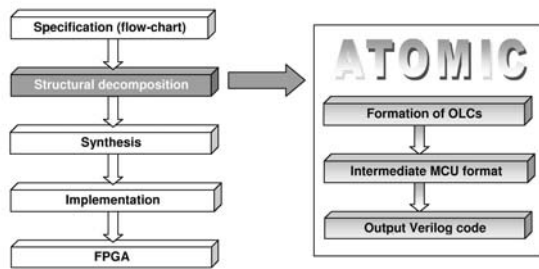 Specification (flow-chart)
Structural decomposition
Synthesis
Implementation
FPGA
ATOMIC
Formation of OLCs
Intermediate MCU format
Output Verilog code